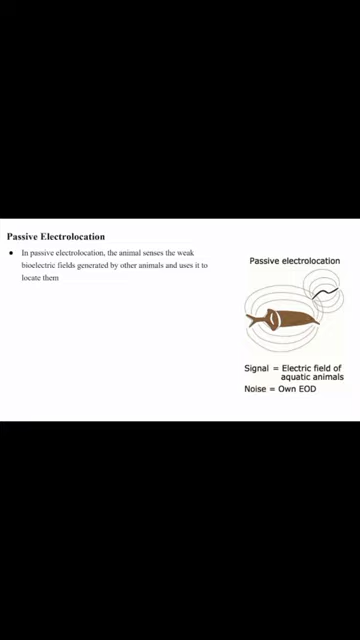 Passive Electrolocation
● In passive electrolocation, the animal senses the weak
bioelectric fields generated by other animals and uses it to
locate them
Passive electrolocation
Signal = Electric field of
aquatic animals
Noise = Own EOD